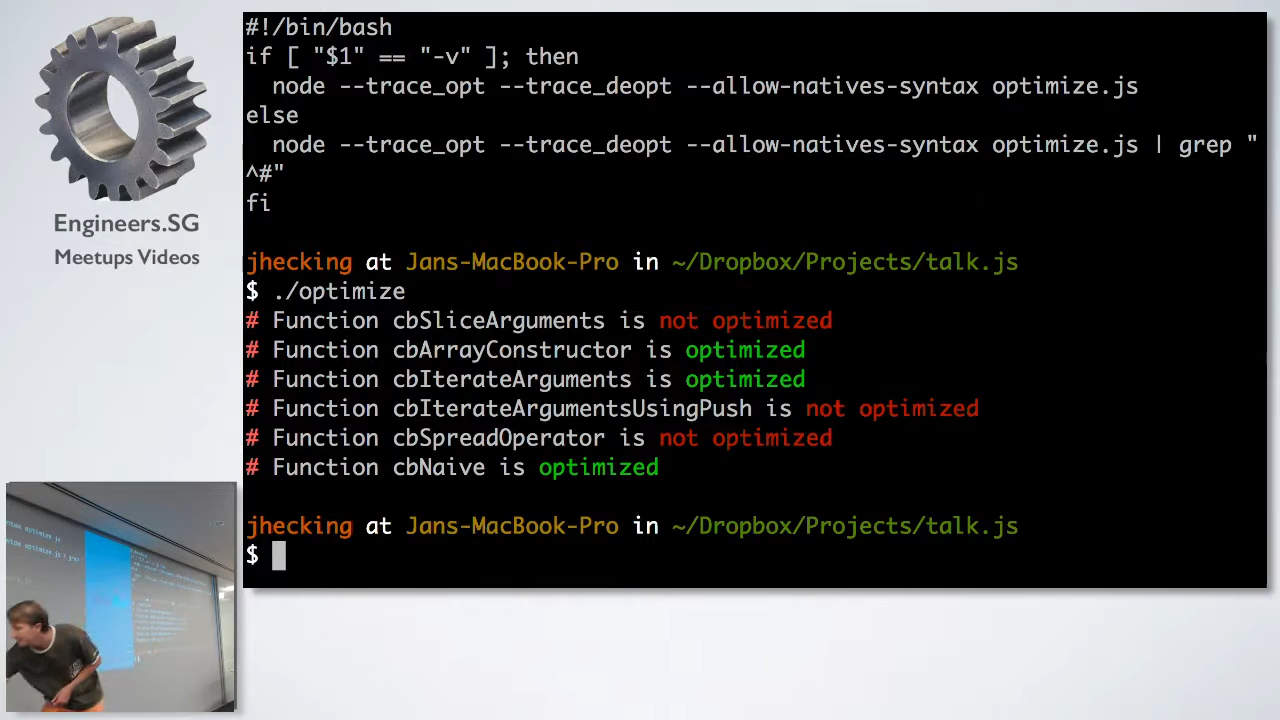 #!/bin/bash
if [ "$1" == "-v" ]; then
  node --trace_opt --trace_deopt --allow-natives-syntax optimize.js
else
  node --trace_opt --trace_deopt --allow-natives-syntax optimize.js | grep "
^#"
fi
jhecking at Jans-MacBook-Pro in ~/Dropbox/Projects/talk.js
$ ./optimize
# Function cbSliceArguments is not optimized
# Function cbArrayConstructor is optimized
# Function cbIterateArguments is optimized
# Function cbIterateArgumentsUsingPush is not optimized
# Function cbSpreadOperator is not optimized
# Function cbNaive is optimized
jhecking at Jans-MacBook-Pro in ~/Dropbox/Projects/talk.js
$
Engineers.SG
Meetups Videos